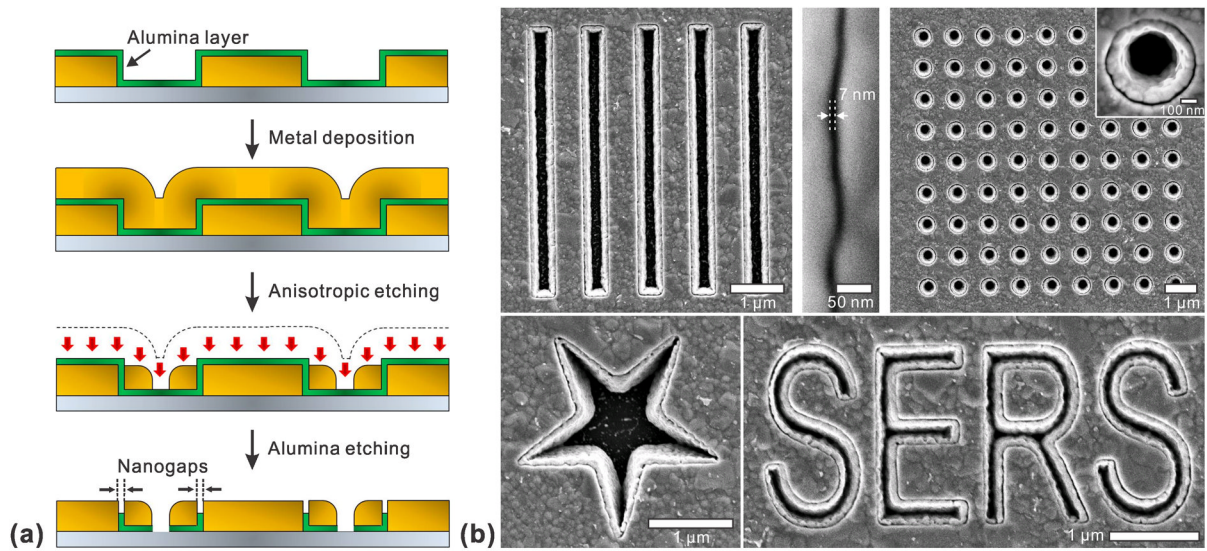 Alumina layer
Metal deposition
Anisotropic etching
Alumina etching
Nanogaps
(a)
(b)
1 μm
7 nm
50 nm
100 nm
1 μm
1 μm
SERS
1 μm